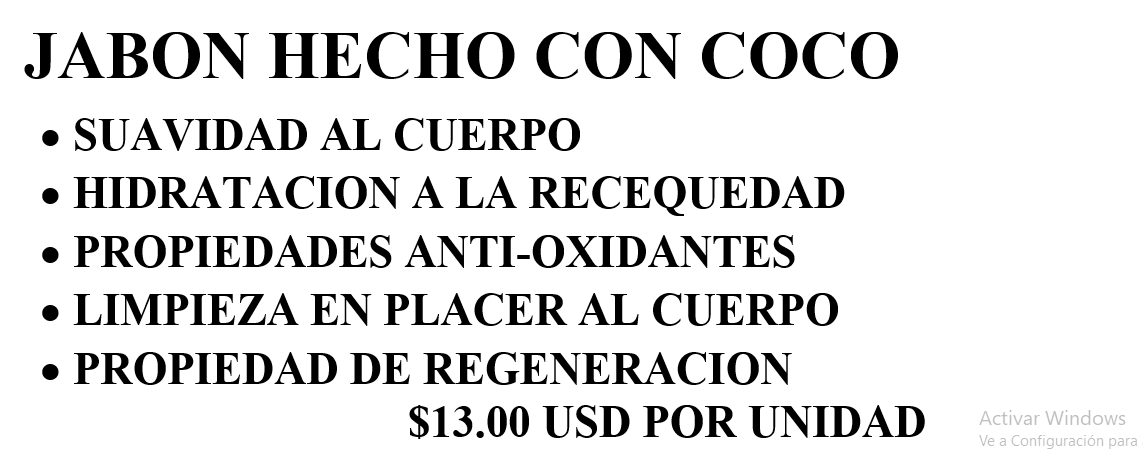 JABON HECHO CON COCO
• SUAVIDAD AL CUERPO
• HIDRATACION A LA RECEQUEDAD
• PROPIEDADES ANTI-OXIDANTES
• LIMPIEZA EN PLACER AL CUERPO
• PROPIEDAD DE REGENERACION
$13.00 USD POR UNIDAD
Activar Windows
Ve a Configuración para